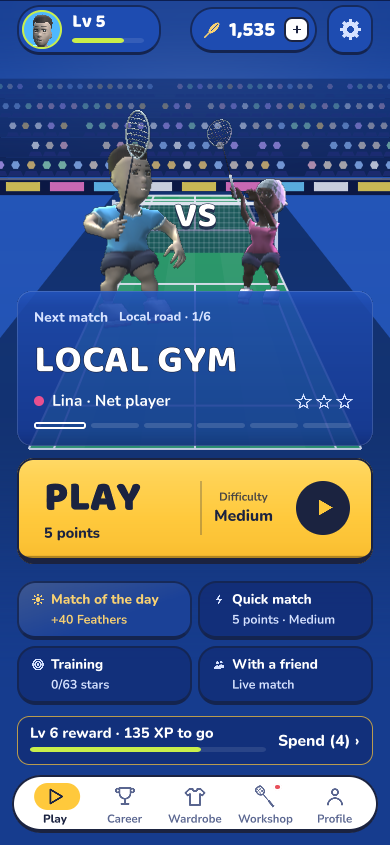 Lv 5
1,535
+
VS
Next match Local road · 1/6
LOCAL GYM
Lina · Net player
PLAY
5 points
Difficulty
Medium
Match of the day
+40 Feathers
Quick match
5 points · Medium
Training
0/63 stars
With a friend
Live match
Lv 6 reward · 135 XP to go
Spend (4) ›
Play
Career
Wardrobe
Workshop
Profile